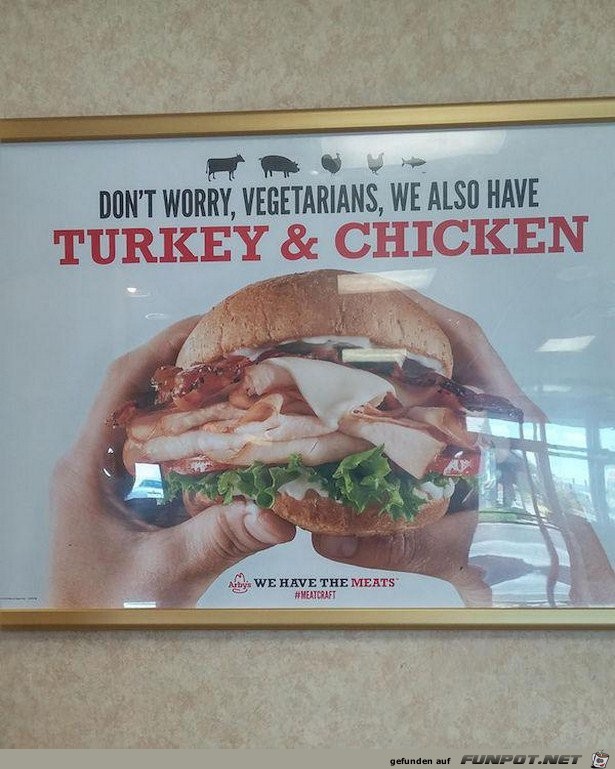 DON'T WORRY, VEGETARIANS, WE ALSO HAVE
TURKEY & CHICKEN
Arby's WE HAVE THE MEATS
#MEATCRAFT
gefunden auf FUNPOT.NET